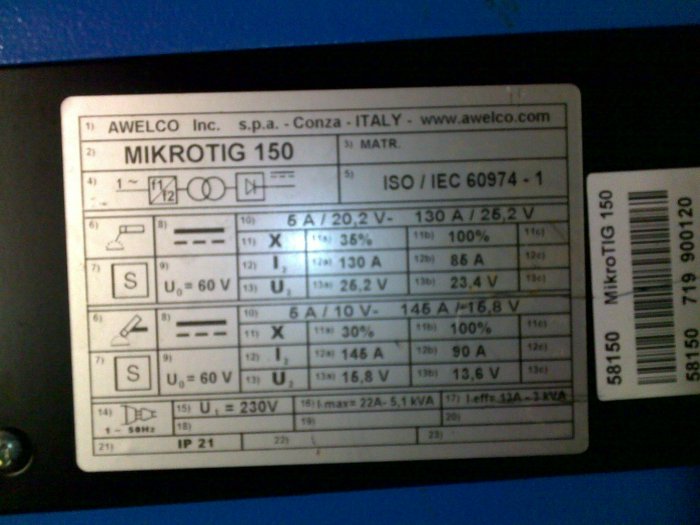 1) AWELCO Inc. s.p.a. - Conza - ITALY - www.awelco.com
2) MIKROTIG 150 3) MATR.
4) 1 ~ f1 f2 5) ISO / IEC 60974 - 1
6) 8) 10) 5 A / 20,2 V- 130 A / 25,2 V
11) X 11a) 35% 11b) 100% 11c)
7) S 9) U0 = 60 V 12) I2 12a) 130 A 12b) 85 A 12c)
13) U2 13a) 25,2 V 13b) 23,4 V 13c)
6) 8) 10) 5 A / 10 V- 145 A / 15,8 V
11) X 11a) 30% 11b) 100% 11c)
7) S 9) U0 = 60 V 12) I2 12a) 145 A 12b) 90 A 12c)
13) U2 13a) 15,8 V 13b) 13,6 V 13c)
14) 1 ~ 50Hz 15) U1 = 230V 16) I.max= 22A- 5,1 kVA 17) I.eff= 13A - 3 kVA
18) 19) 20)
21) IP 21 22) 23)
58150 MikroTIG 150
58150 719 900120